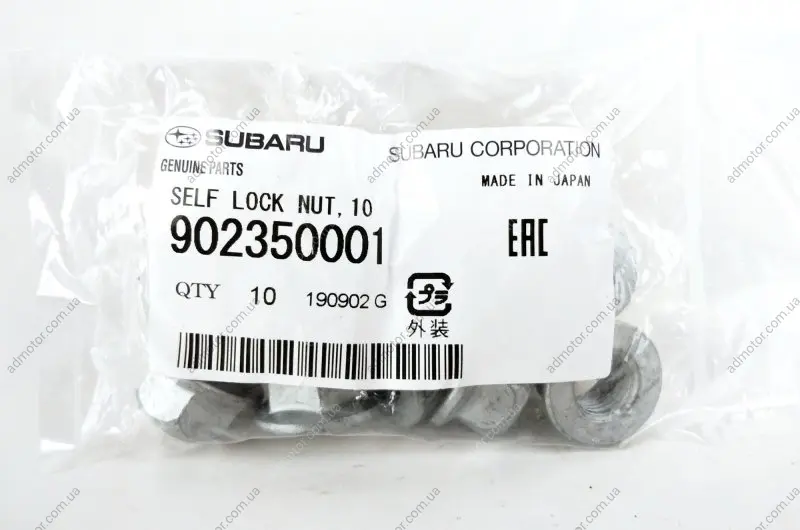 SUBARU
GENUINE PARTS
SUBARU CORPORATION
MADE IN JAPAN
SELF LOCK NUT, 10
902350001
EAC
QTY 10 190902 G
プラ
外装
admotor.com.ua